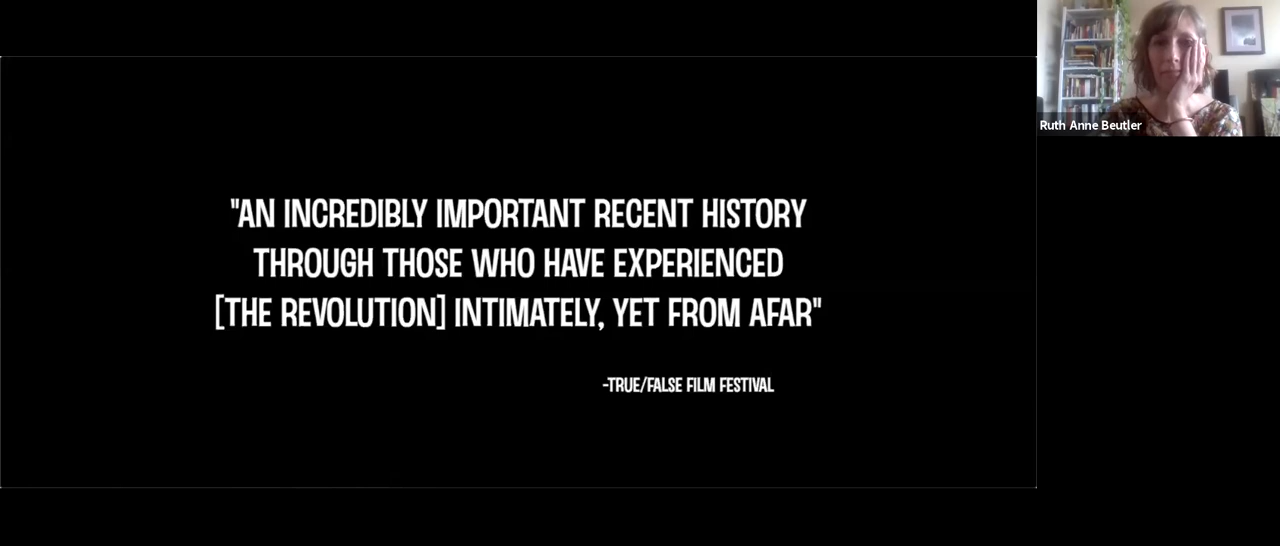 "AN INCREDIBLY IMPORTANT RECENT HISTORY
THROUGH THOSE WHO HAVE EXPERIENCED
[THE REVOLUTION] INTIMATELY, YET FROM AFAR"
-TRUE/FALSE FILM FESTIVAL
Ruth Anne Beutler